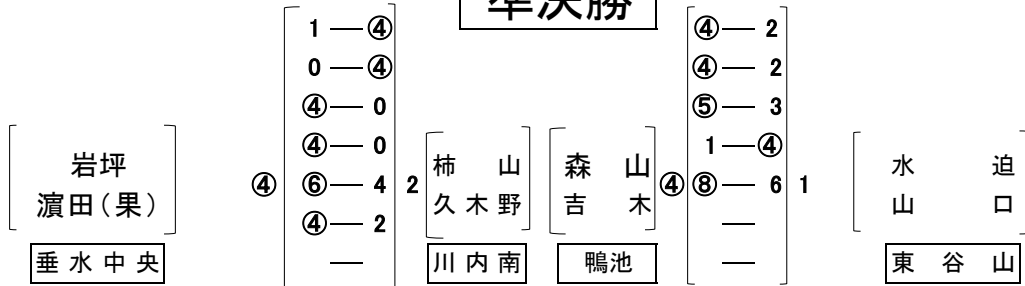 準決勝
1 ― ④
0 ― ④
④ ― 0
④ ― 0
⑥ ― 4
④ ― 2
―
岩坪
濵田(果)
垂水中央
④
2
柿山
久木野
川内南
森山
吉木
鴨池
④
④ ― 2
④ ― 2
⑤ ― 3
1 ― ④
⑧ ― 6
―
―
1
水迫
山口
東谷山